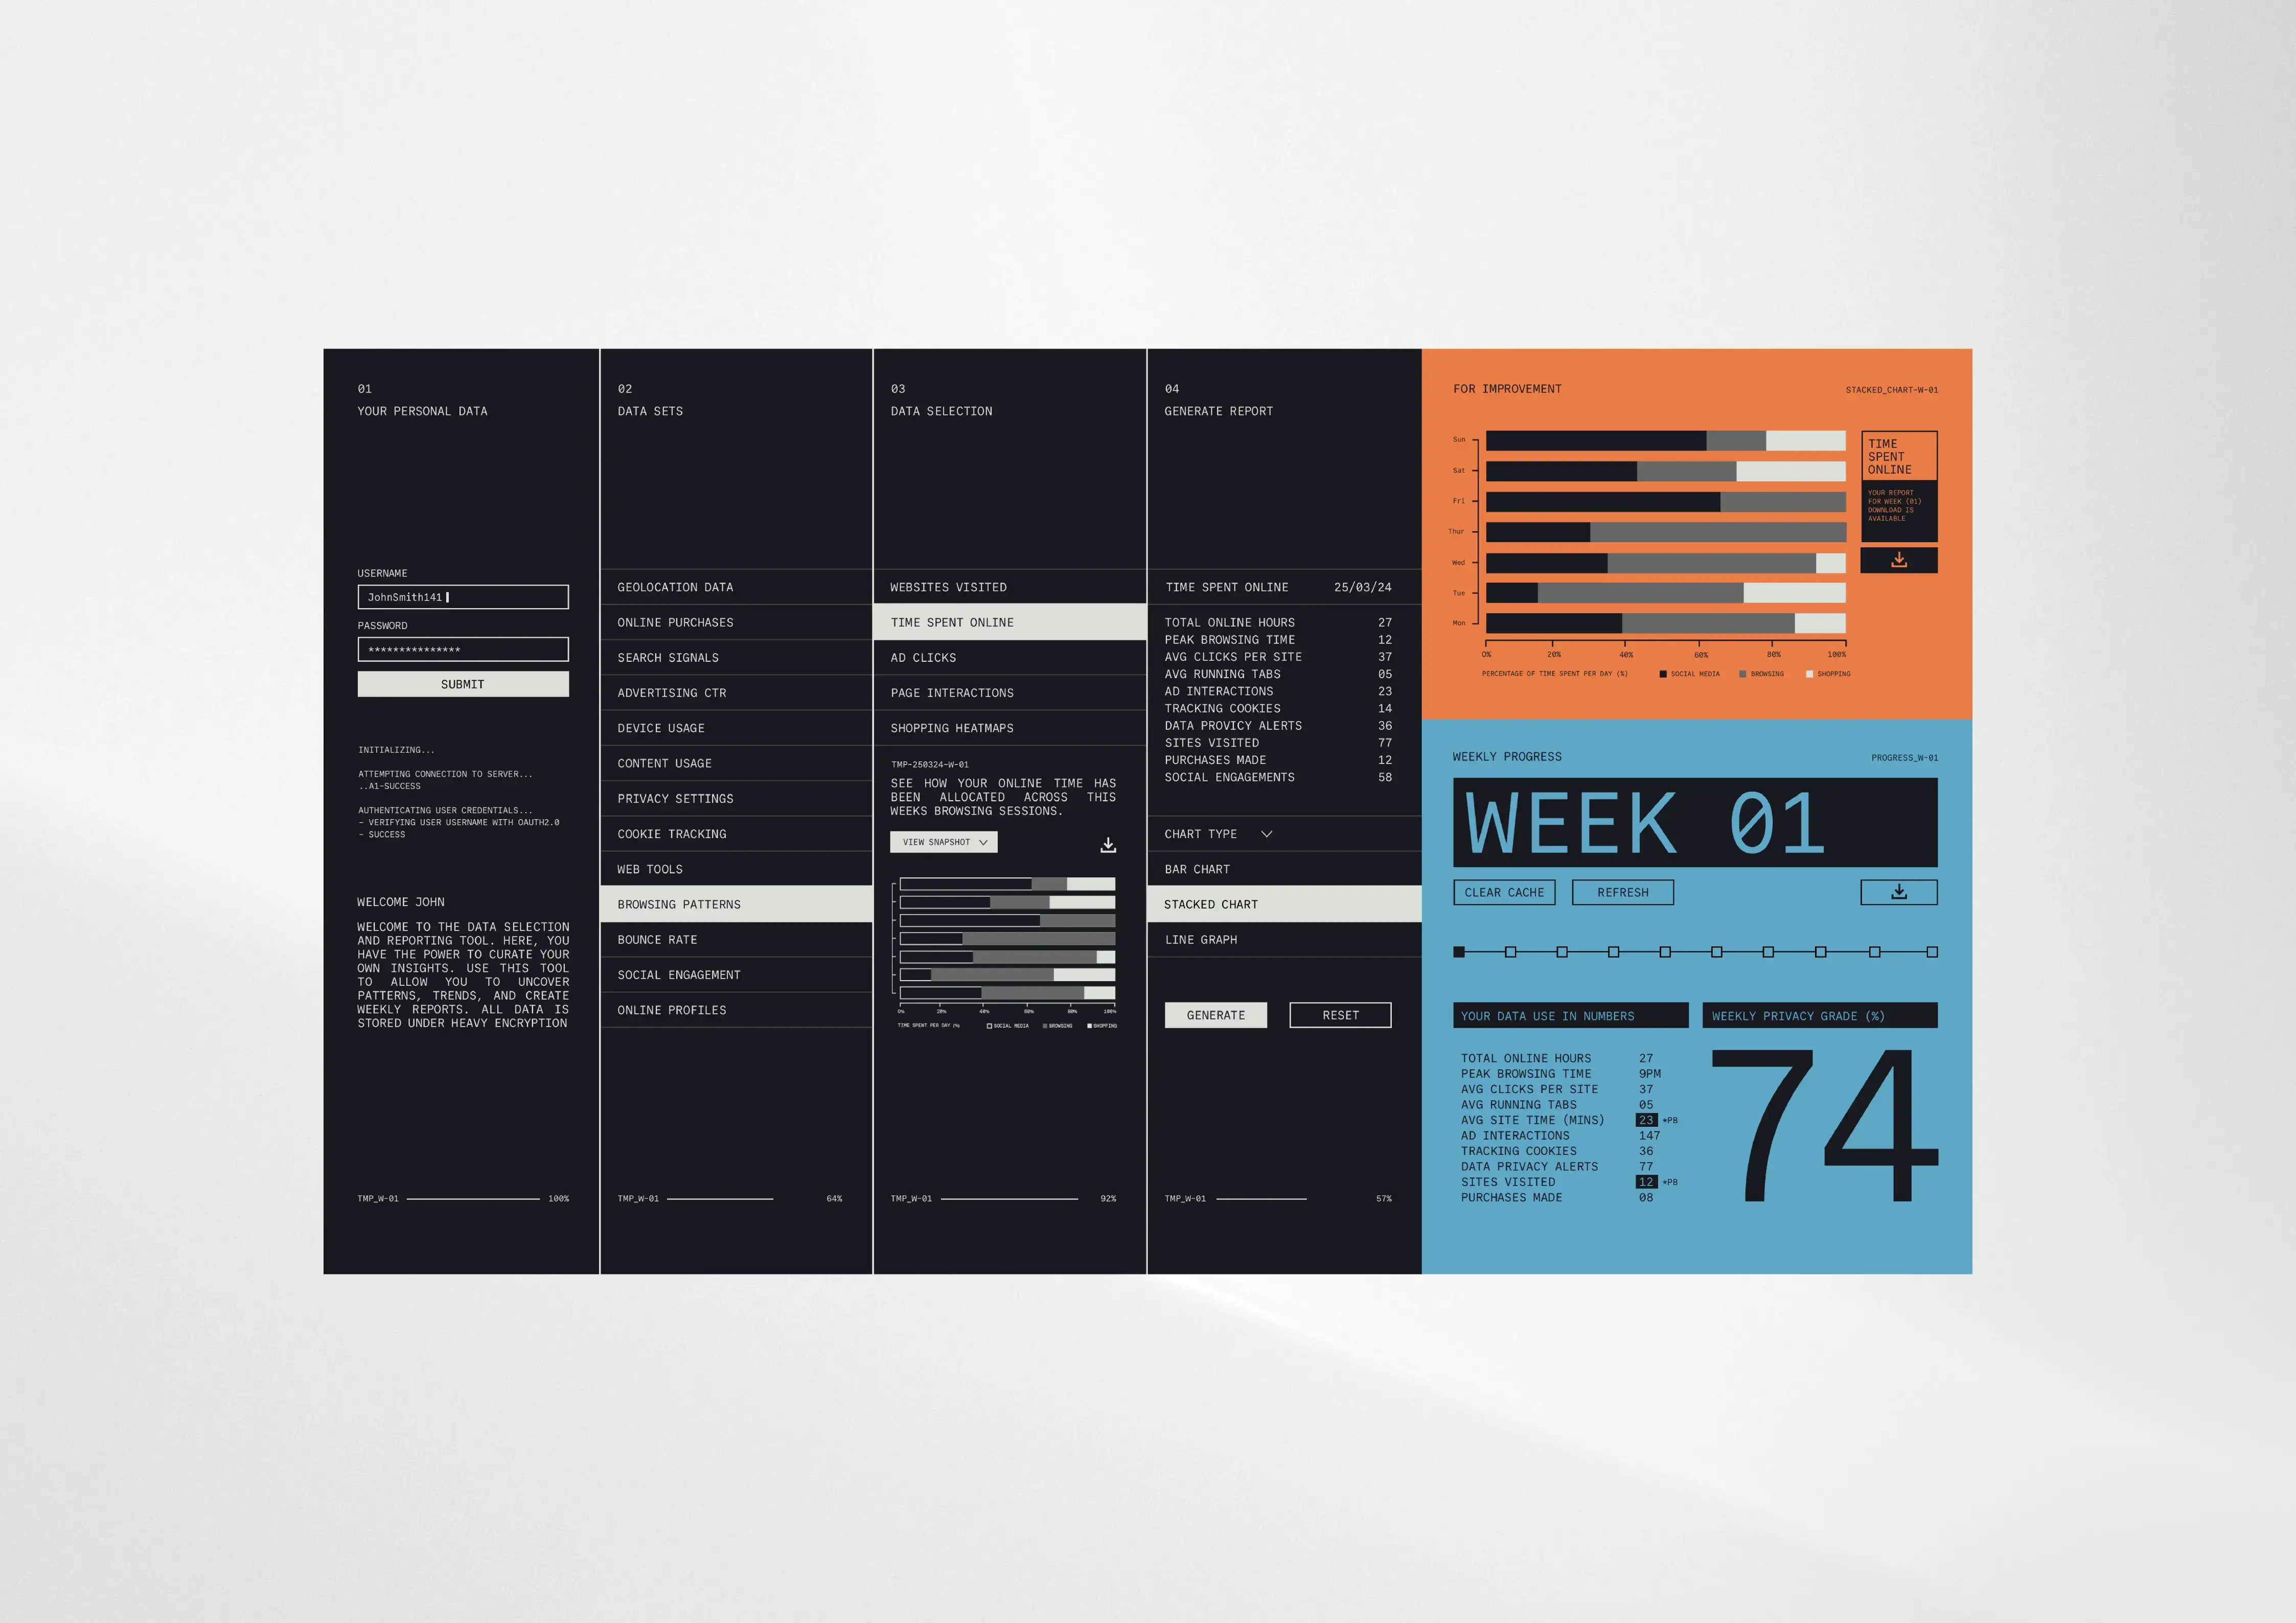 01
YOUR PERSONAL DATA
USERNAME
JohnSmith141
PASSWORD
***************
SUBMIT
INITIALIZING...
ATTEMPTING CONNECTION TO SERVER...
..A1-SUCCESS
AUTHENTICATING USER CREDENTIALS...
- VERIFYING USER USERNAME WITH OAUTH2.0
- SUCCESS
WELCOME JOHN
WELCOME TO THE DATA SELECTION
AND REPORTING TOOL. HERE, YOU
HAVE THE POWER TO CURATE YOUR
OWN INSIGHTS. USE THIS TOOL
TO ALLOW YOU TO UNCOVER
PATTERNS, TRENDS, AND CREATE
WEEKLY REPORTS. ALL DATA IS
STORED UNDER HEAVY ENCRYPTION
TMP_W-01 100%
02
DATA SETS
GEOLOCATION DATA
ONLINE PURCHASES
SEARCH SIGNALS
ADVERTISING CTR
DEVICE USAGE
CONTENT USAGE
PRIVACY SETTINGS
COOKIE TRACKING
WEB TOOLS
BROWSING PATTERNS
BOUNCE RATE
SOCIAL ENGAGEMENT
ONLINE PROFILES
TMP_W-01 64%
03
DATA SELECTION
WEBSITES VISITED
TIME SPENT ONLINE
AD CLICKS
PAGE INTERACTIONS
SHOPPING HEATMAPS
TMP-250324-W-01
SEE HOW YOUR ONLINE TIME HAS
BEEN ALLOCATED ACROSS THIS
WEEKS BROWSING SESSIONS.
VIEW SNAPSHOT
0% 20% 40% 60% 80% 100%
TIME SPENT PER DAY (%) SOCIAL MEDIA BROWSING SHOPPING
TMP_W-01 92%
04
GENERATE REPORT
TIME SPENT ONLINE 25/03/24
TOTAL ONLINE HOURS 27
PEAK BROWSING TIME 12
AVG CLICKS PER SITE 37
AVG RUNNING TABS 05
AD INTERACTIONS 23
TRACKING COOKIES 14
DATA PROVICY ALERTS 36
SITES VISITED 77
PURCHASES MADE 12
SOCIAL ENGAGEMENTS 58
CHART TYPE
BAR CHART
STACKED CHART
LINE GRAPH
GENERATE RESET
TMP_W-01 57%
FOR IMPROVEMENT STACKED_CHART-W-01
Sun
Sat
Fri
Thur
Wed
Tue
Mon
0% 20% 40% 60% 80% 100%
PERCENTAGE OF TIME SPENT PER DAY (%) SOCIAL MEDIA BROWSING SHOPPING
TIME
SPENT
ONLINE
YOUR REPORT
FOR WEEK (01)
DOWNLOAD IS
AVAILABLE
WEEKLY PROGRESS PROGRESS_W-01
WEEK 01
CLEAR CACHE REFRESH
YOUR DATA USE IN NUMBERS
TOTAL ONLINE HOURS 27
PEAK BROWSING TIME 9PM
AVG CLICKS PER SITE 37
AVG RUNNING TABS 05
AVG SITE TIME (MINS) 23 *PB
AD INTERACTIONS 147
TRACKING COOKIES 36
DATA PRIVACY ALERTS 77
SITES VISITED 12 *PB
PURCHASES MADE 08
WEEKLY PRIVACY GRADE (%)
74